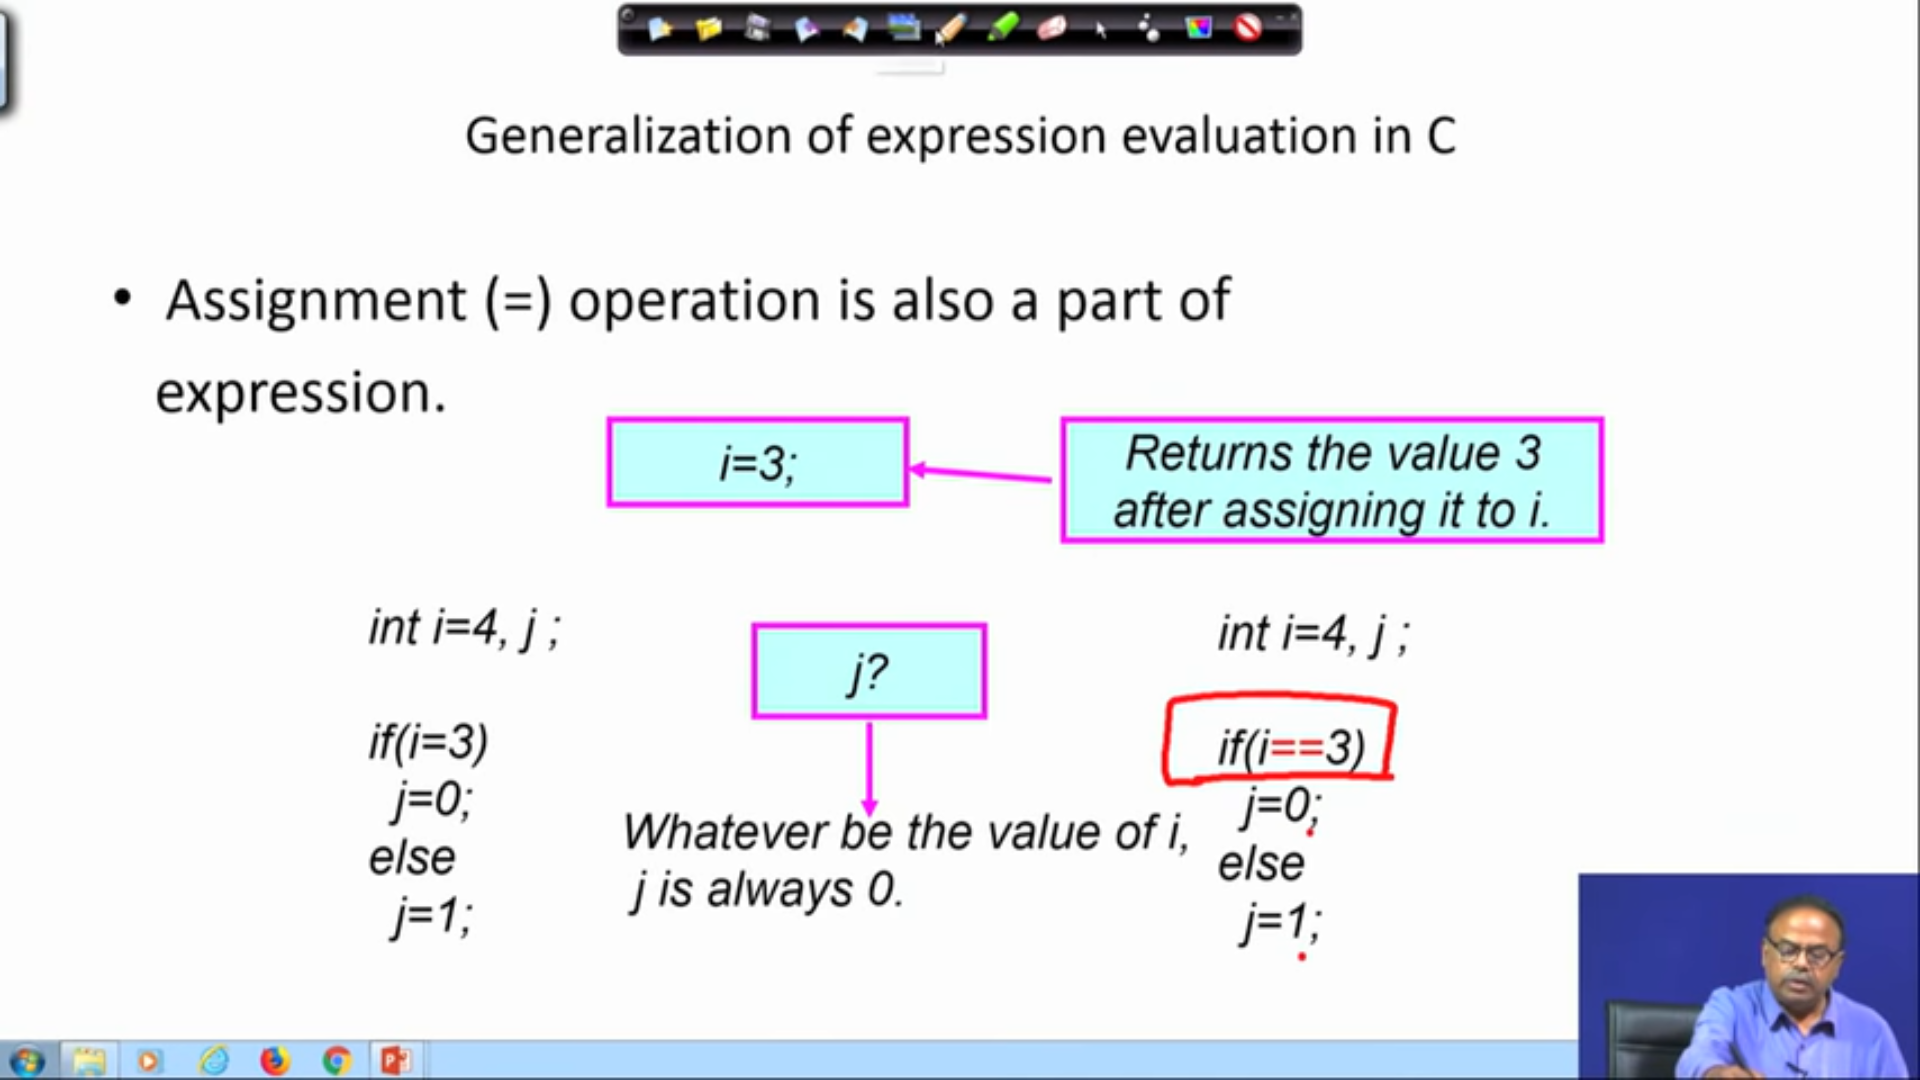 Generalization of expression evaluation in C
• Assignment (=) operation is also a part of
expression.
i=3;
Returns the value 3
after assigning it to i.
int i=4, j ;
if(i=3)
j=0;
else
j=1;
j?
Whatever be the value of i,
j is always 0.
int i=4, j ;
if(i==3)
j=0;
else
j=1;